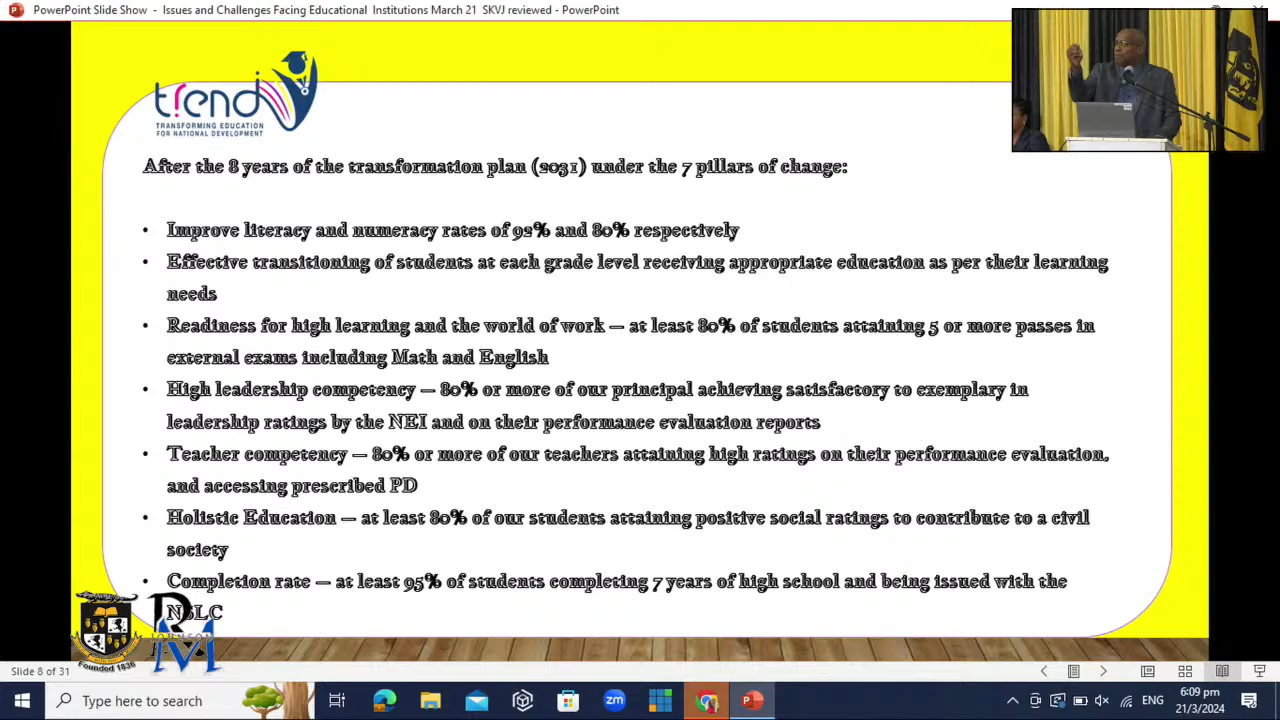 PowerPoint Slide Show - Issues and Challenges Facing Educational Institutions March 21 SKVJ reviewed - PowerPoint
trend
TRANSFORMING EDUCATION
FOR NATIONAL DEVELOPMENT
After the 8 years of the transformation plan (2031) under the 7 pillars of change:
• Improve literacy and numeracy rates of 92% and 80% respectively
• Effective transitioning of students at each grade level receiving appropriate education as per their learning
needs
• Readiness for high learning and the world of work – at least 80% of students attaining 5 or more passes in
external exams including Math and English
• High leadership competency – 80% or more of our principal achieving satisfactory to exemplary in
leadership ratings by the NEI and on their performance evaluation reports
• Teacher competency – 80% or more of our teachers attaining high ratings on their performance evaluation,
and accessing prescribed PD
• Holistic Education – at least 80% of our students attaining positive social ratings to contribute to a civil
society
• Completion rate – at least 95% of students completing 7 years of high school and being issued with the
RM
JOHNSON
Founded 1836
Slide 8 of 31
Type here to search
zm
ENG
6:09 pm
21/3/2024